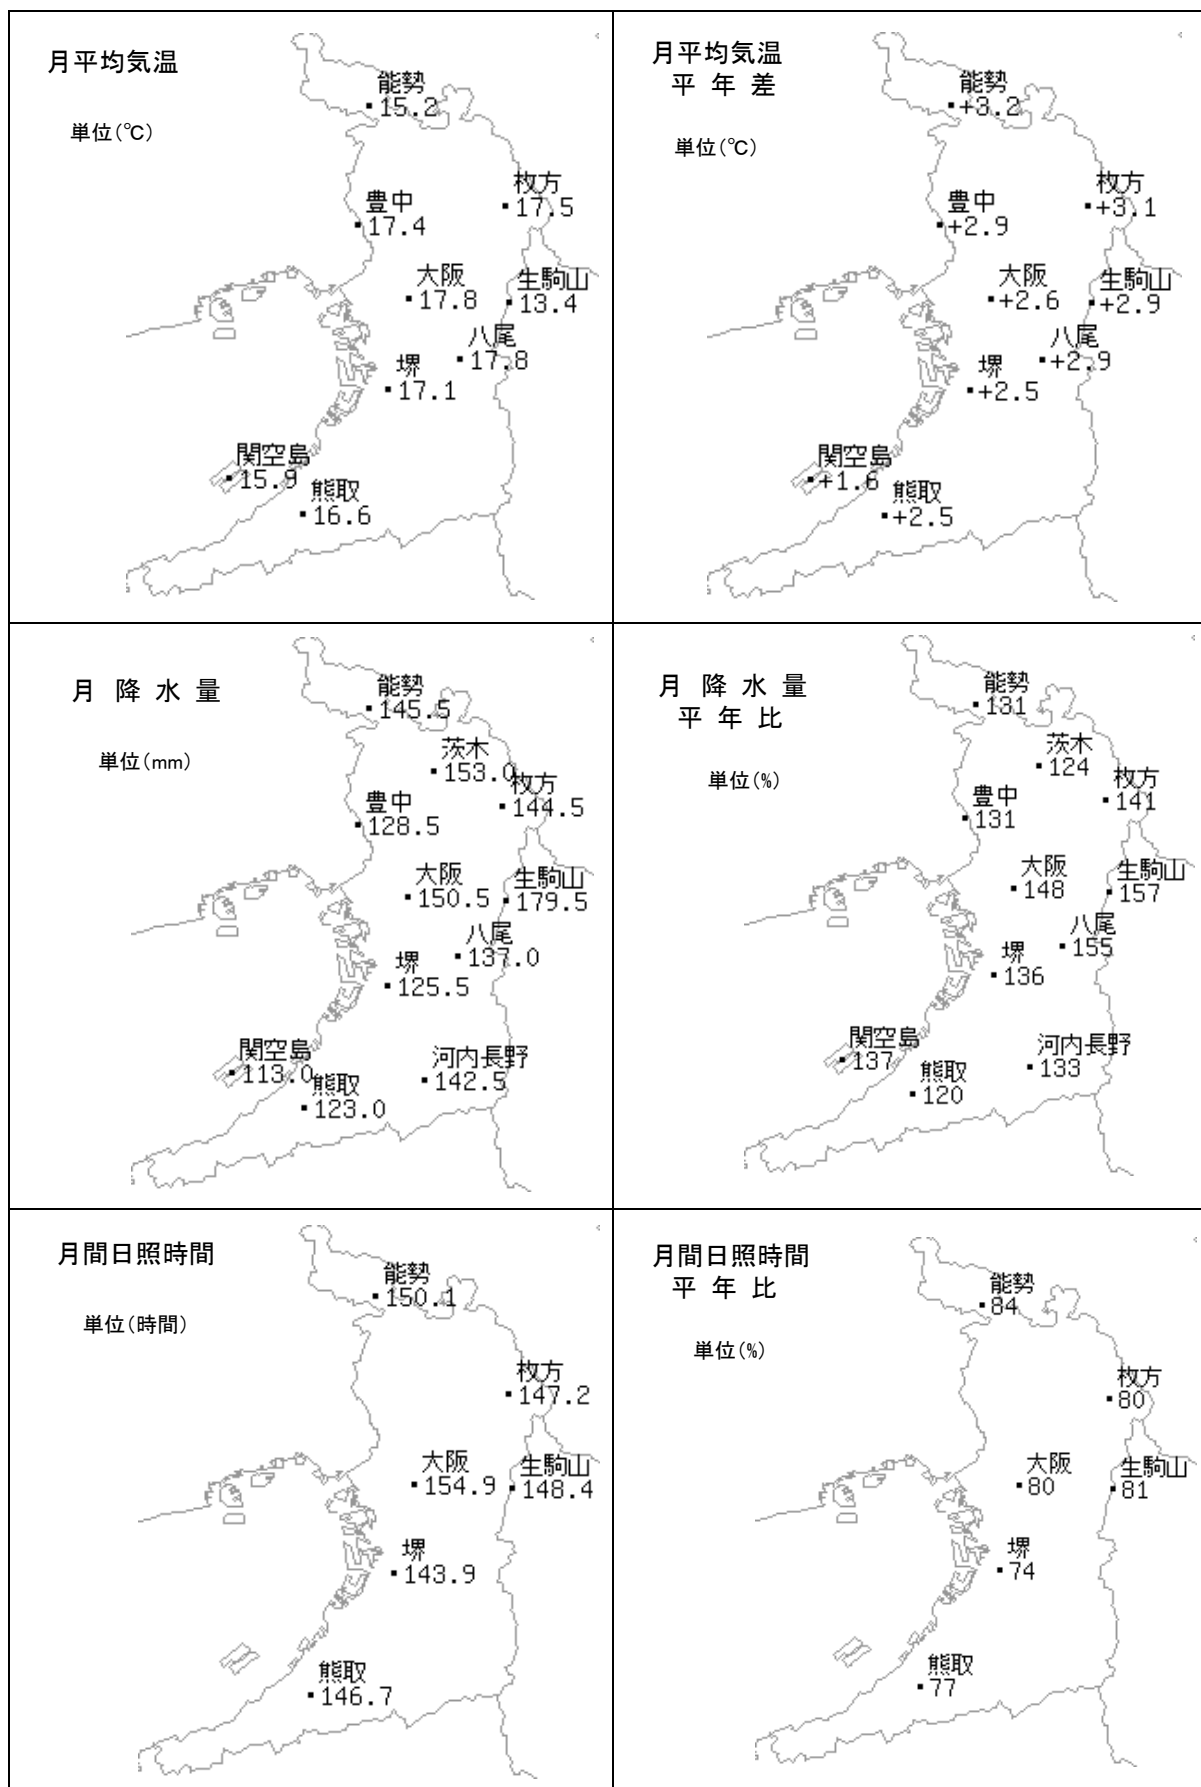 月平均気温
単位(℃)
能勢
15.2
枚方
17.5
豊中
17.4
大阪
17.8
生駒山
13.4
八尾
17.8
堺
17.1
関空島
15.9
熊取
16.6
月平均気温
平年差
単位(℃)
能勢
+3.2
枚方
+3.1
豊中
+2.9
大阪
+2.6
生駒山
+2.9
八尾
+2.9
堺
+2.5
関空島
+1.6
熊取
+2.5
月降水量
単位(mm)
能勢
145.5
茨木
153.0
枚方
144.5
豊中
128.5
大阪
150.5
生駒山
179.5
八尾
137.0
堺
125.5
関空島
113.0
河内長野
142.5
熊取
123.0
月降水量
平年比
単位(%)
能勢
131
茨木
124
枚方
141
豊中
131
大阪
148
生駒山
157
八尾
155
堺
136
関空島
137
河内長野
133
熊取
120
月間日照時間
単位(時間)
能勢
150.1
枚方
147.2
大阪
154.9
生駒山
148.4
堺
143.9
熊取
146.7
月間日照時間
平年比
単位(%)
能勢
84
枚方
80
大阪
80
生駒山
81
堺
74
熊取
77